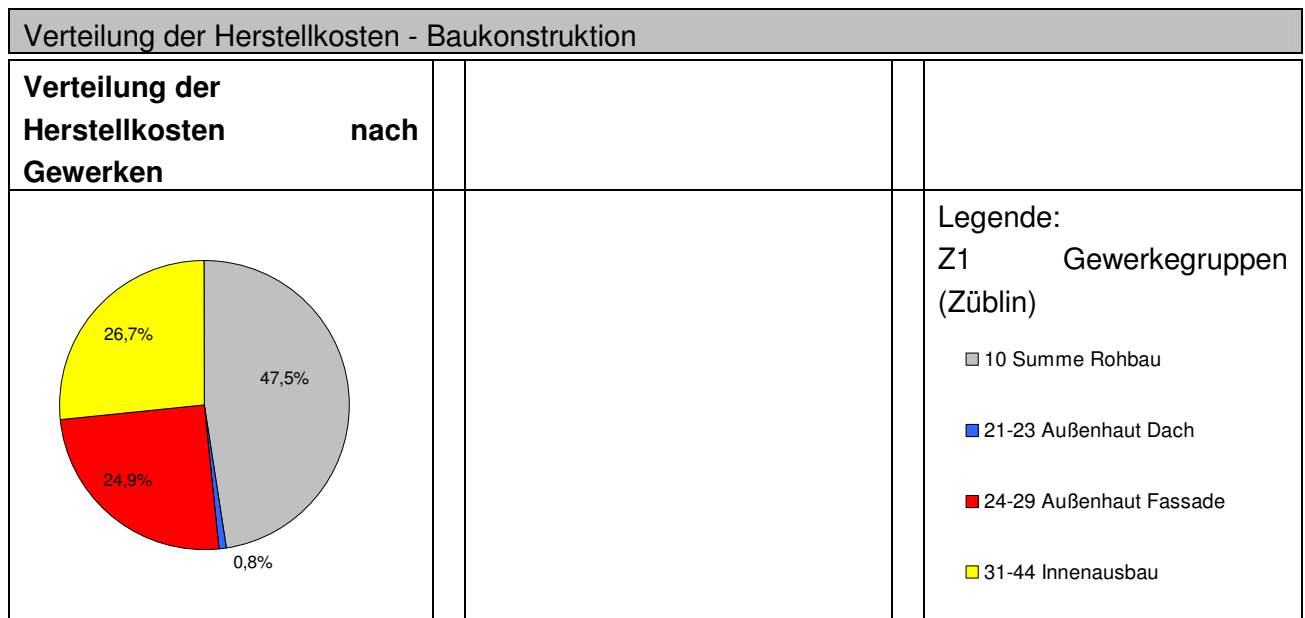 Verteilung der Herstellkosten - Baukonstruktion
Verteilung der
Herstellkosten nach
Gewerken
26,7%
47,5%
24,9%
0,8%
Legende:
Z1 Gewerkegruppen
(Züblin)
10 Summe Rohbau
21-23 Außenhaut Dach
24-29 Außenhaut Fassade
31-44 Innenausbau